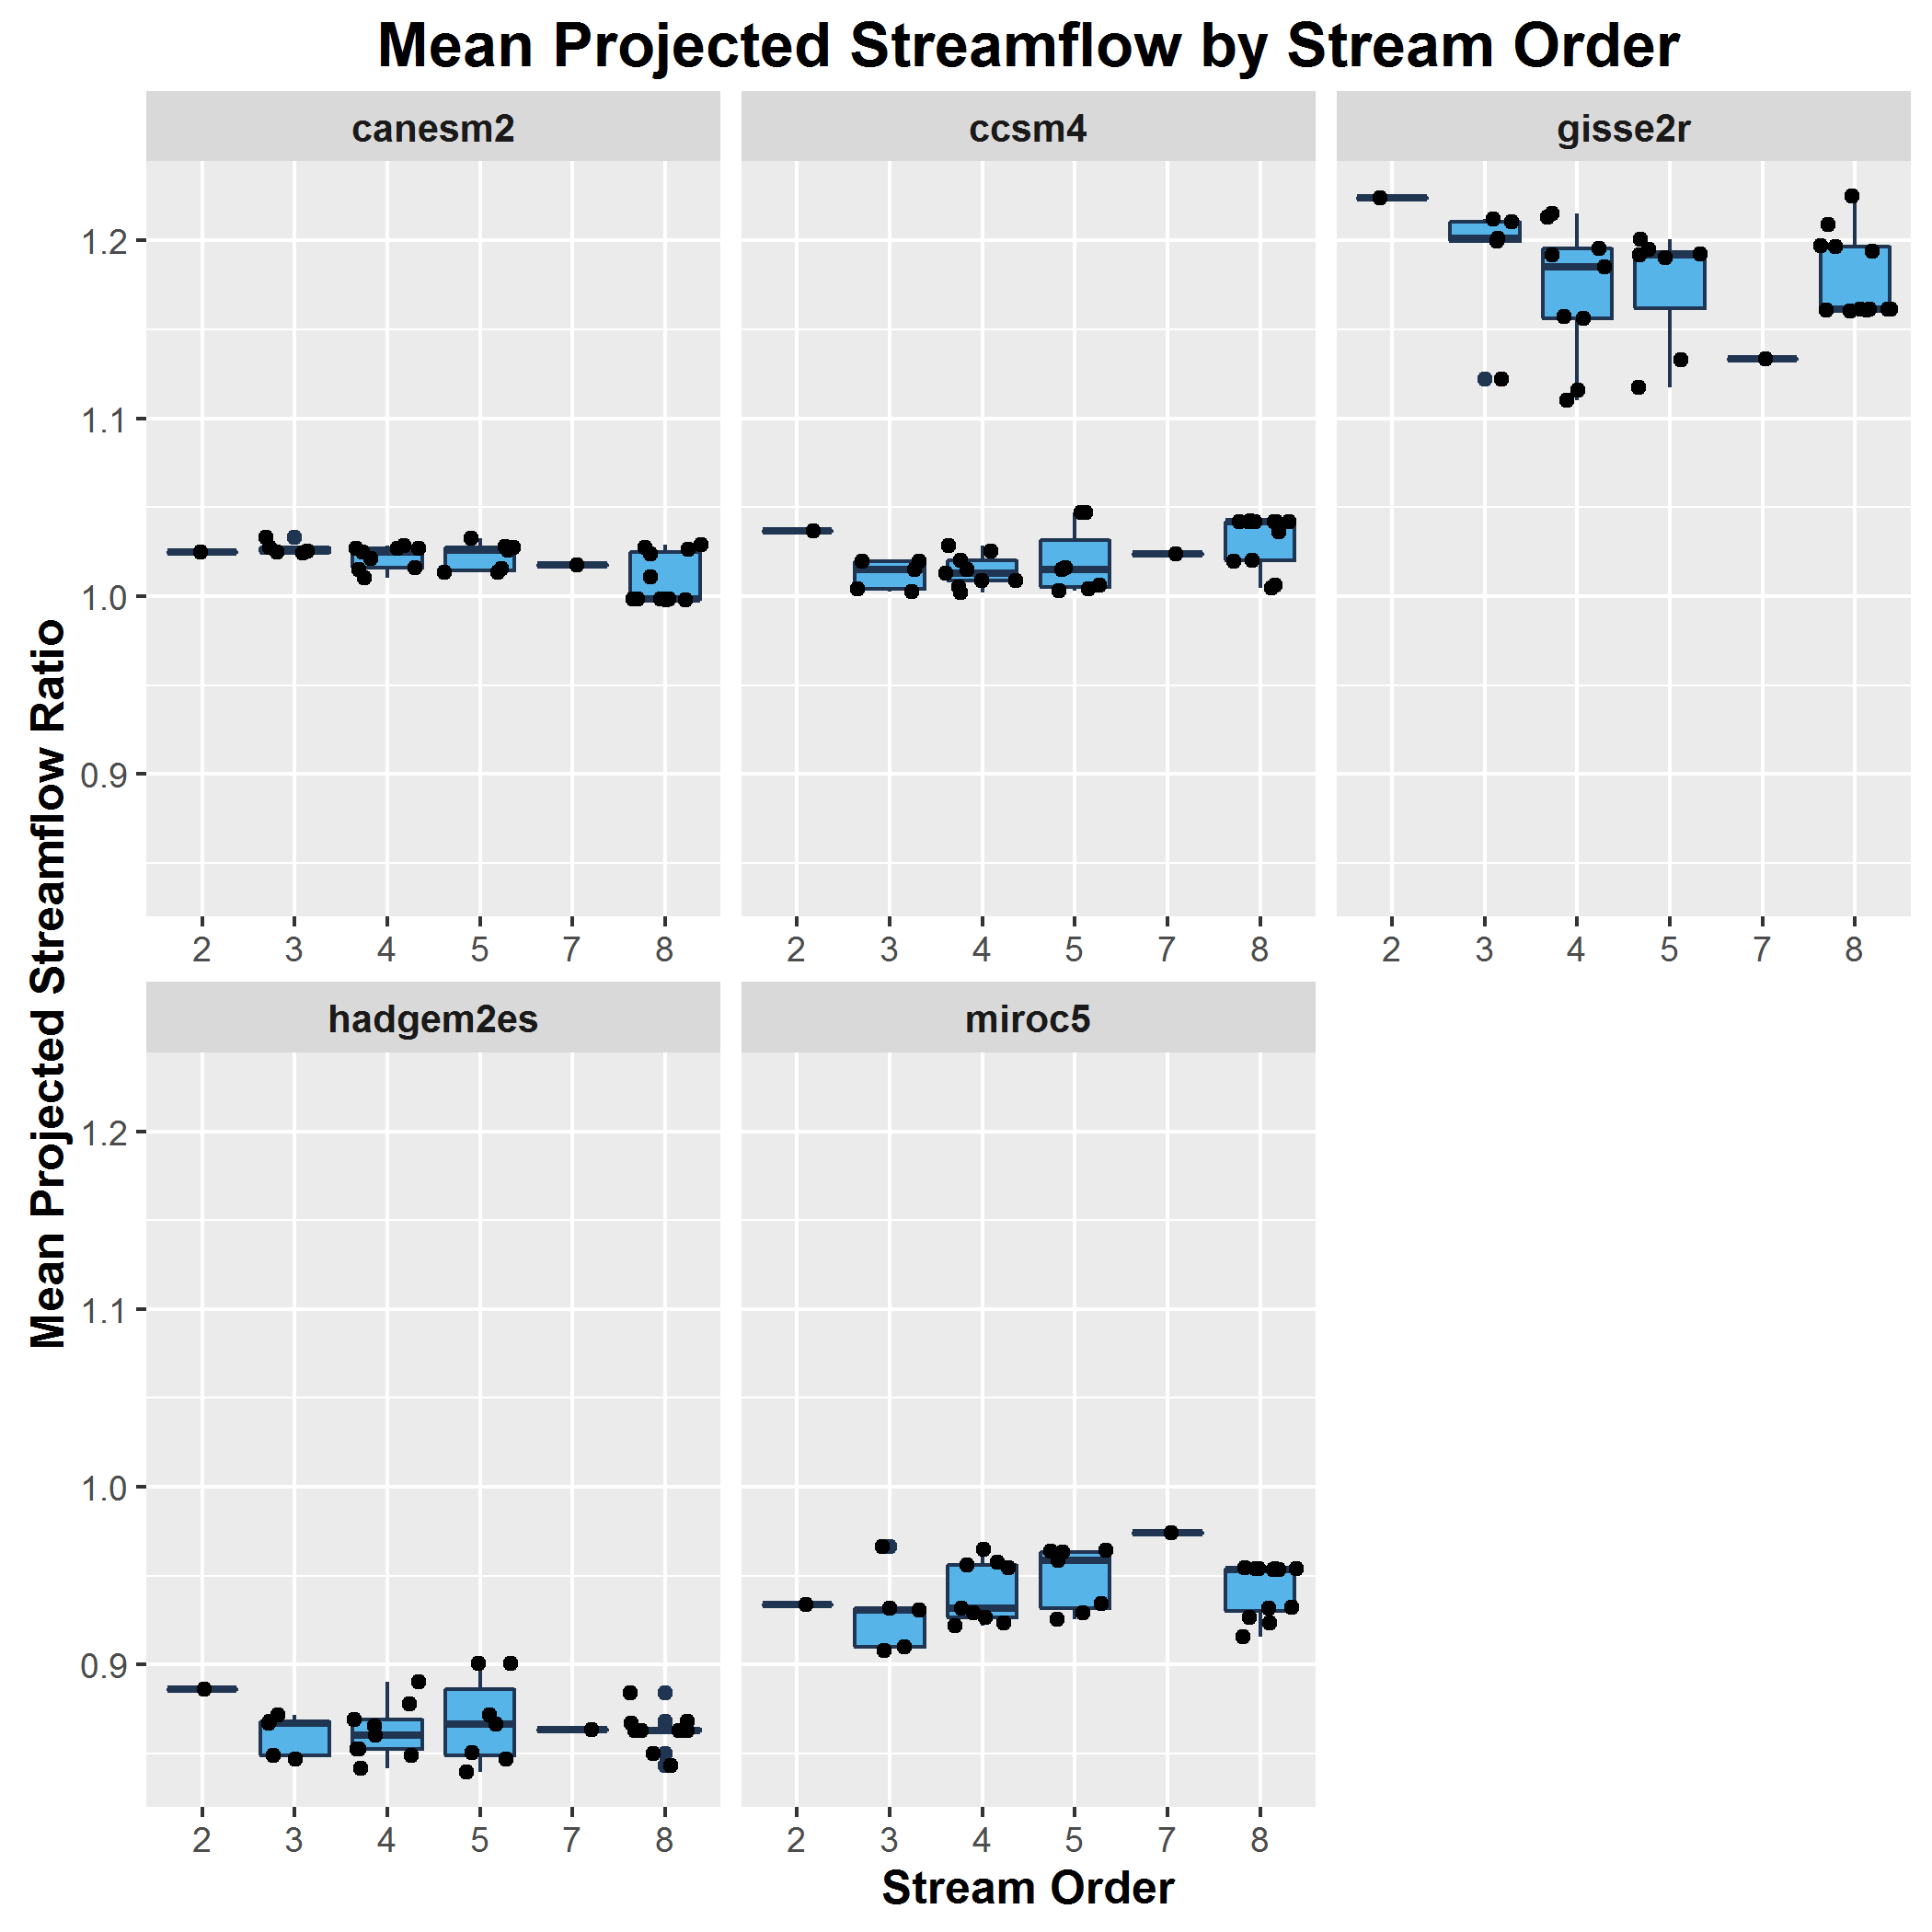 Mean Projected Streamflow by Stream Order
canesm2 ccsm4 gisse2r
Mean Projected Streamflow Ratio
1.2
1.1
1.0
0.9
2 3 4 5 7 8 2 3 4 5 7 8 2 3 4 5 7 8
hadgem2es miroc5
1.2
1.1
1.0
0.9
2 3 4 5 7 8 2 3 4 5 7 8
Stream Order